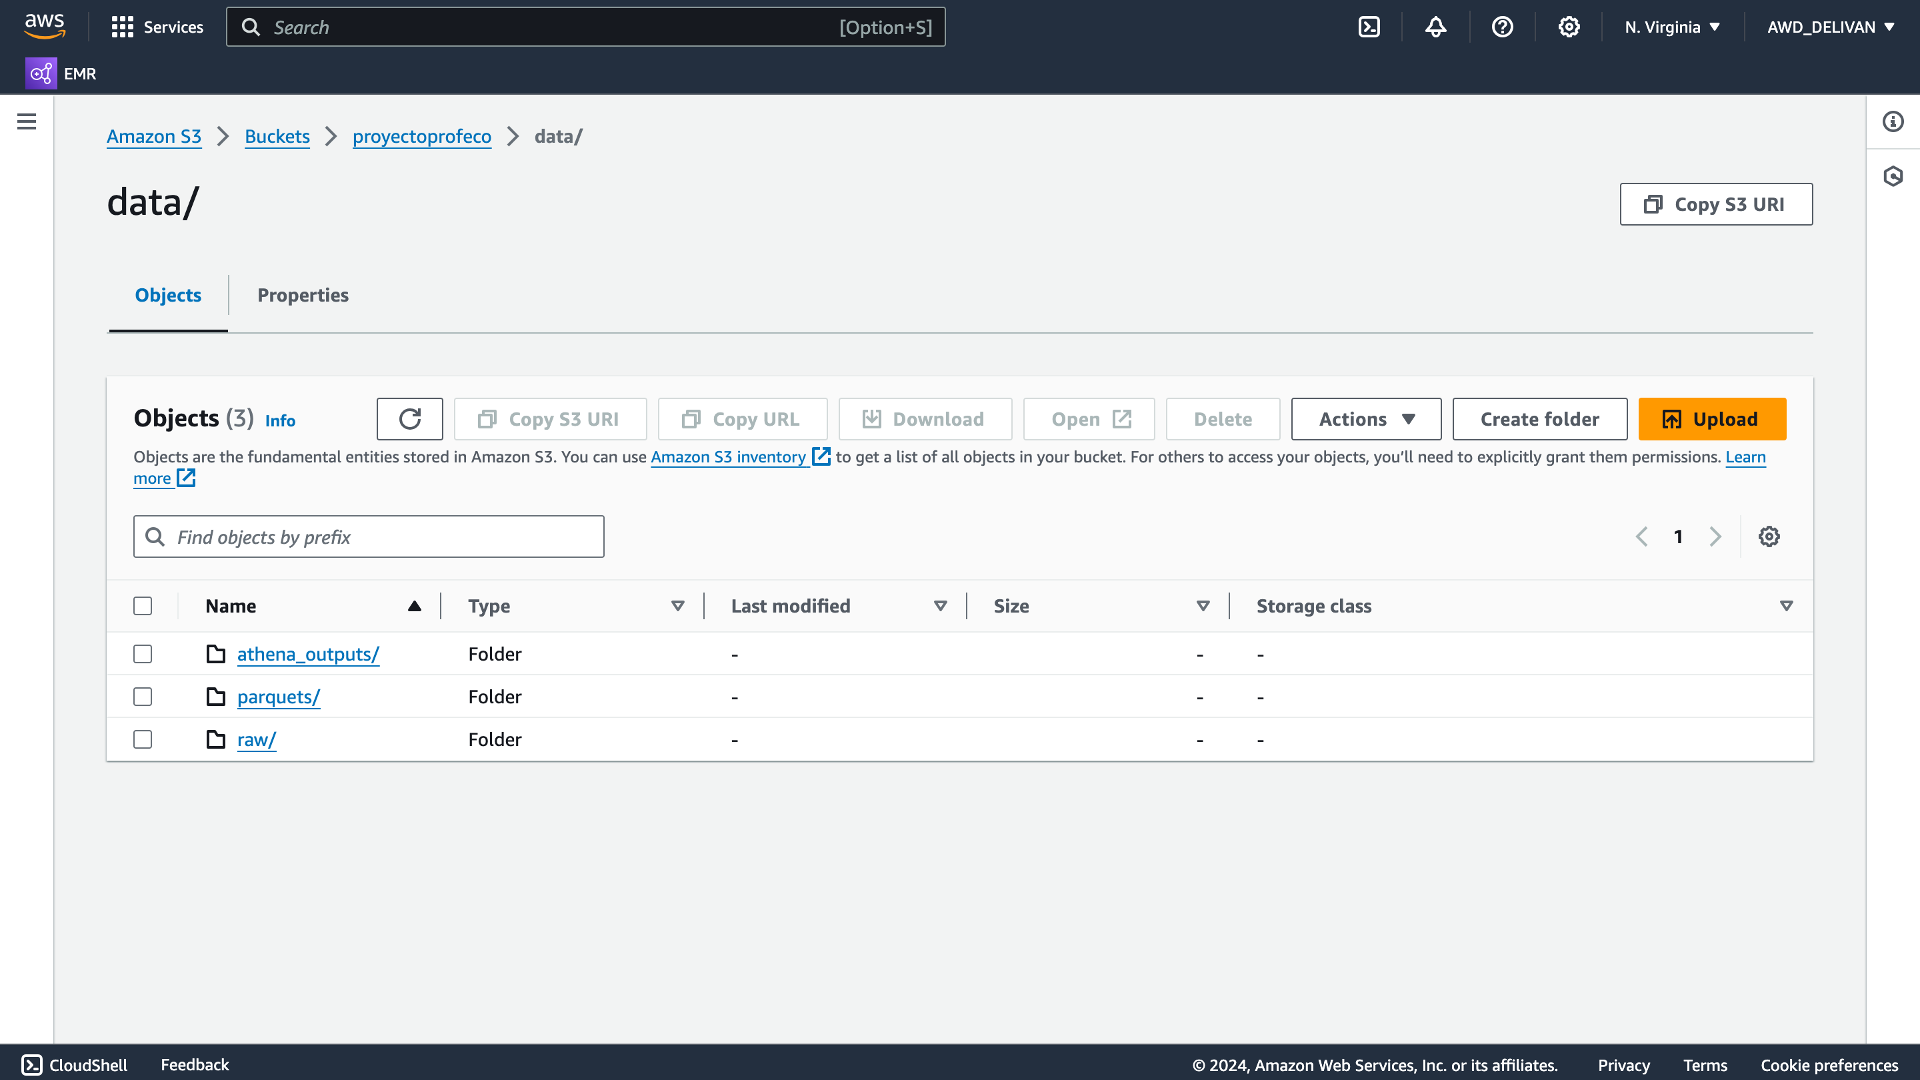 aws
Services
Search [Option+S]
N. Virginia
AWD_DELIVAN
EMR
Amazon S3 Buckets proyectoprofeco data/
data/
Copy S3 URI
Objects Properties
Objects (3) Info
Copy S3 URI
Copy URL
Download
Open
Delete
Actions
Create folder
Upload
Objects are the fundamental entities stored in Amazon S3. You can use Amazon S3 inventory to get a list of all objects in your bucket. For others to access your objects, you'll need to explicitly grant them permissions. Learn
more
Find objects by prefix
1
Name Type Last modified Size Storage class
athena_outputs/ Folder - - -
parquets/ Folder - - -
raw/ Folder - - -
CloudShell Feedback © 2024, Amazon Web Services, Inc. or its affiliates. Privacy Terms Cookie preferences